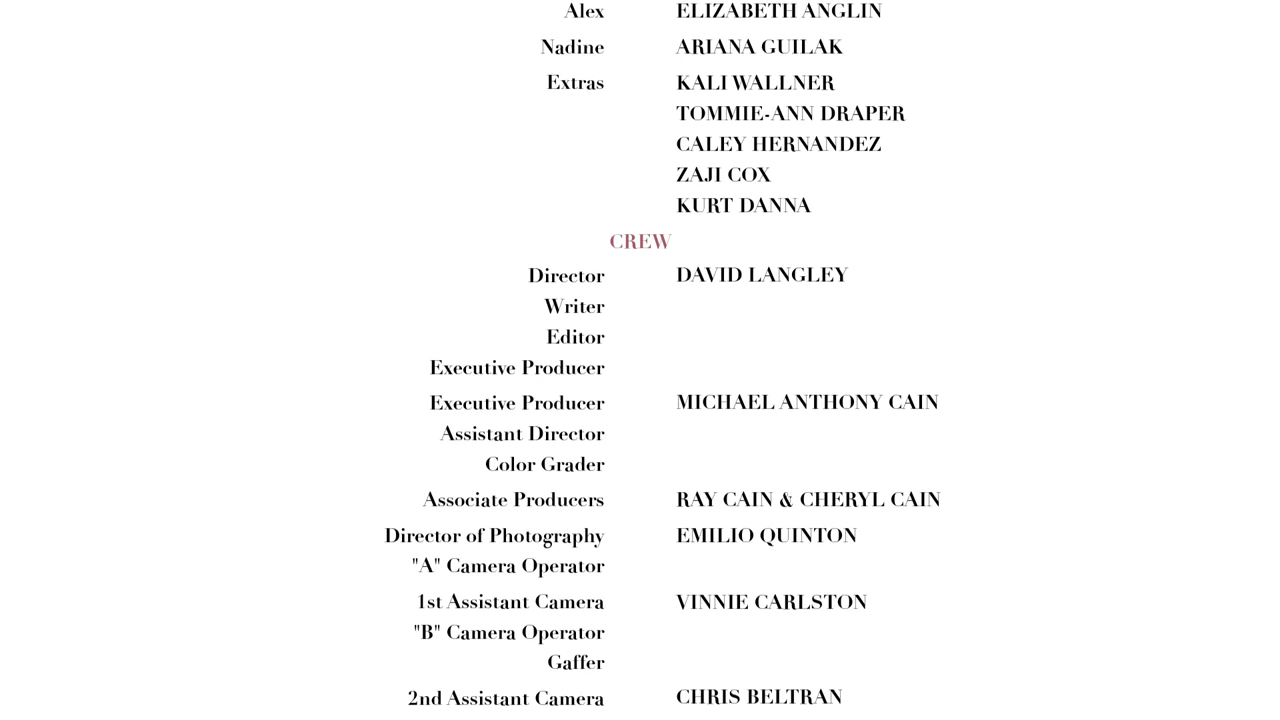 Alex ELIZABETH ANGLIN
Nadine ARIANA GUILAK
Extras KALI WALLNER
TOMMIE-ANN DRAPER
CALEY HERNANDEZ
ZAJI COX
KURT DANNA
CREW
Director DAVID LANGLEY
Writer
Editor
Executive Producer
Executive Producer MICHAEL ANTHONY CAIN
Assistant Director
Color Grader
Associate Producers RAY CAIN & CHERYL CAIN
Director of Photography EMILIO QUINTON
"A" Camera Operator
1st Assistant Camera VINNIE CARLSTON
"B" Camera Operator
Gaffer
2nd Assistant Camera CHRIS BELTRAN